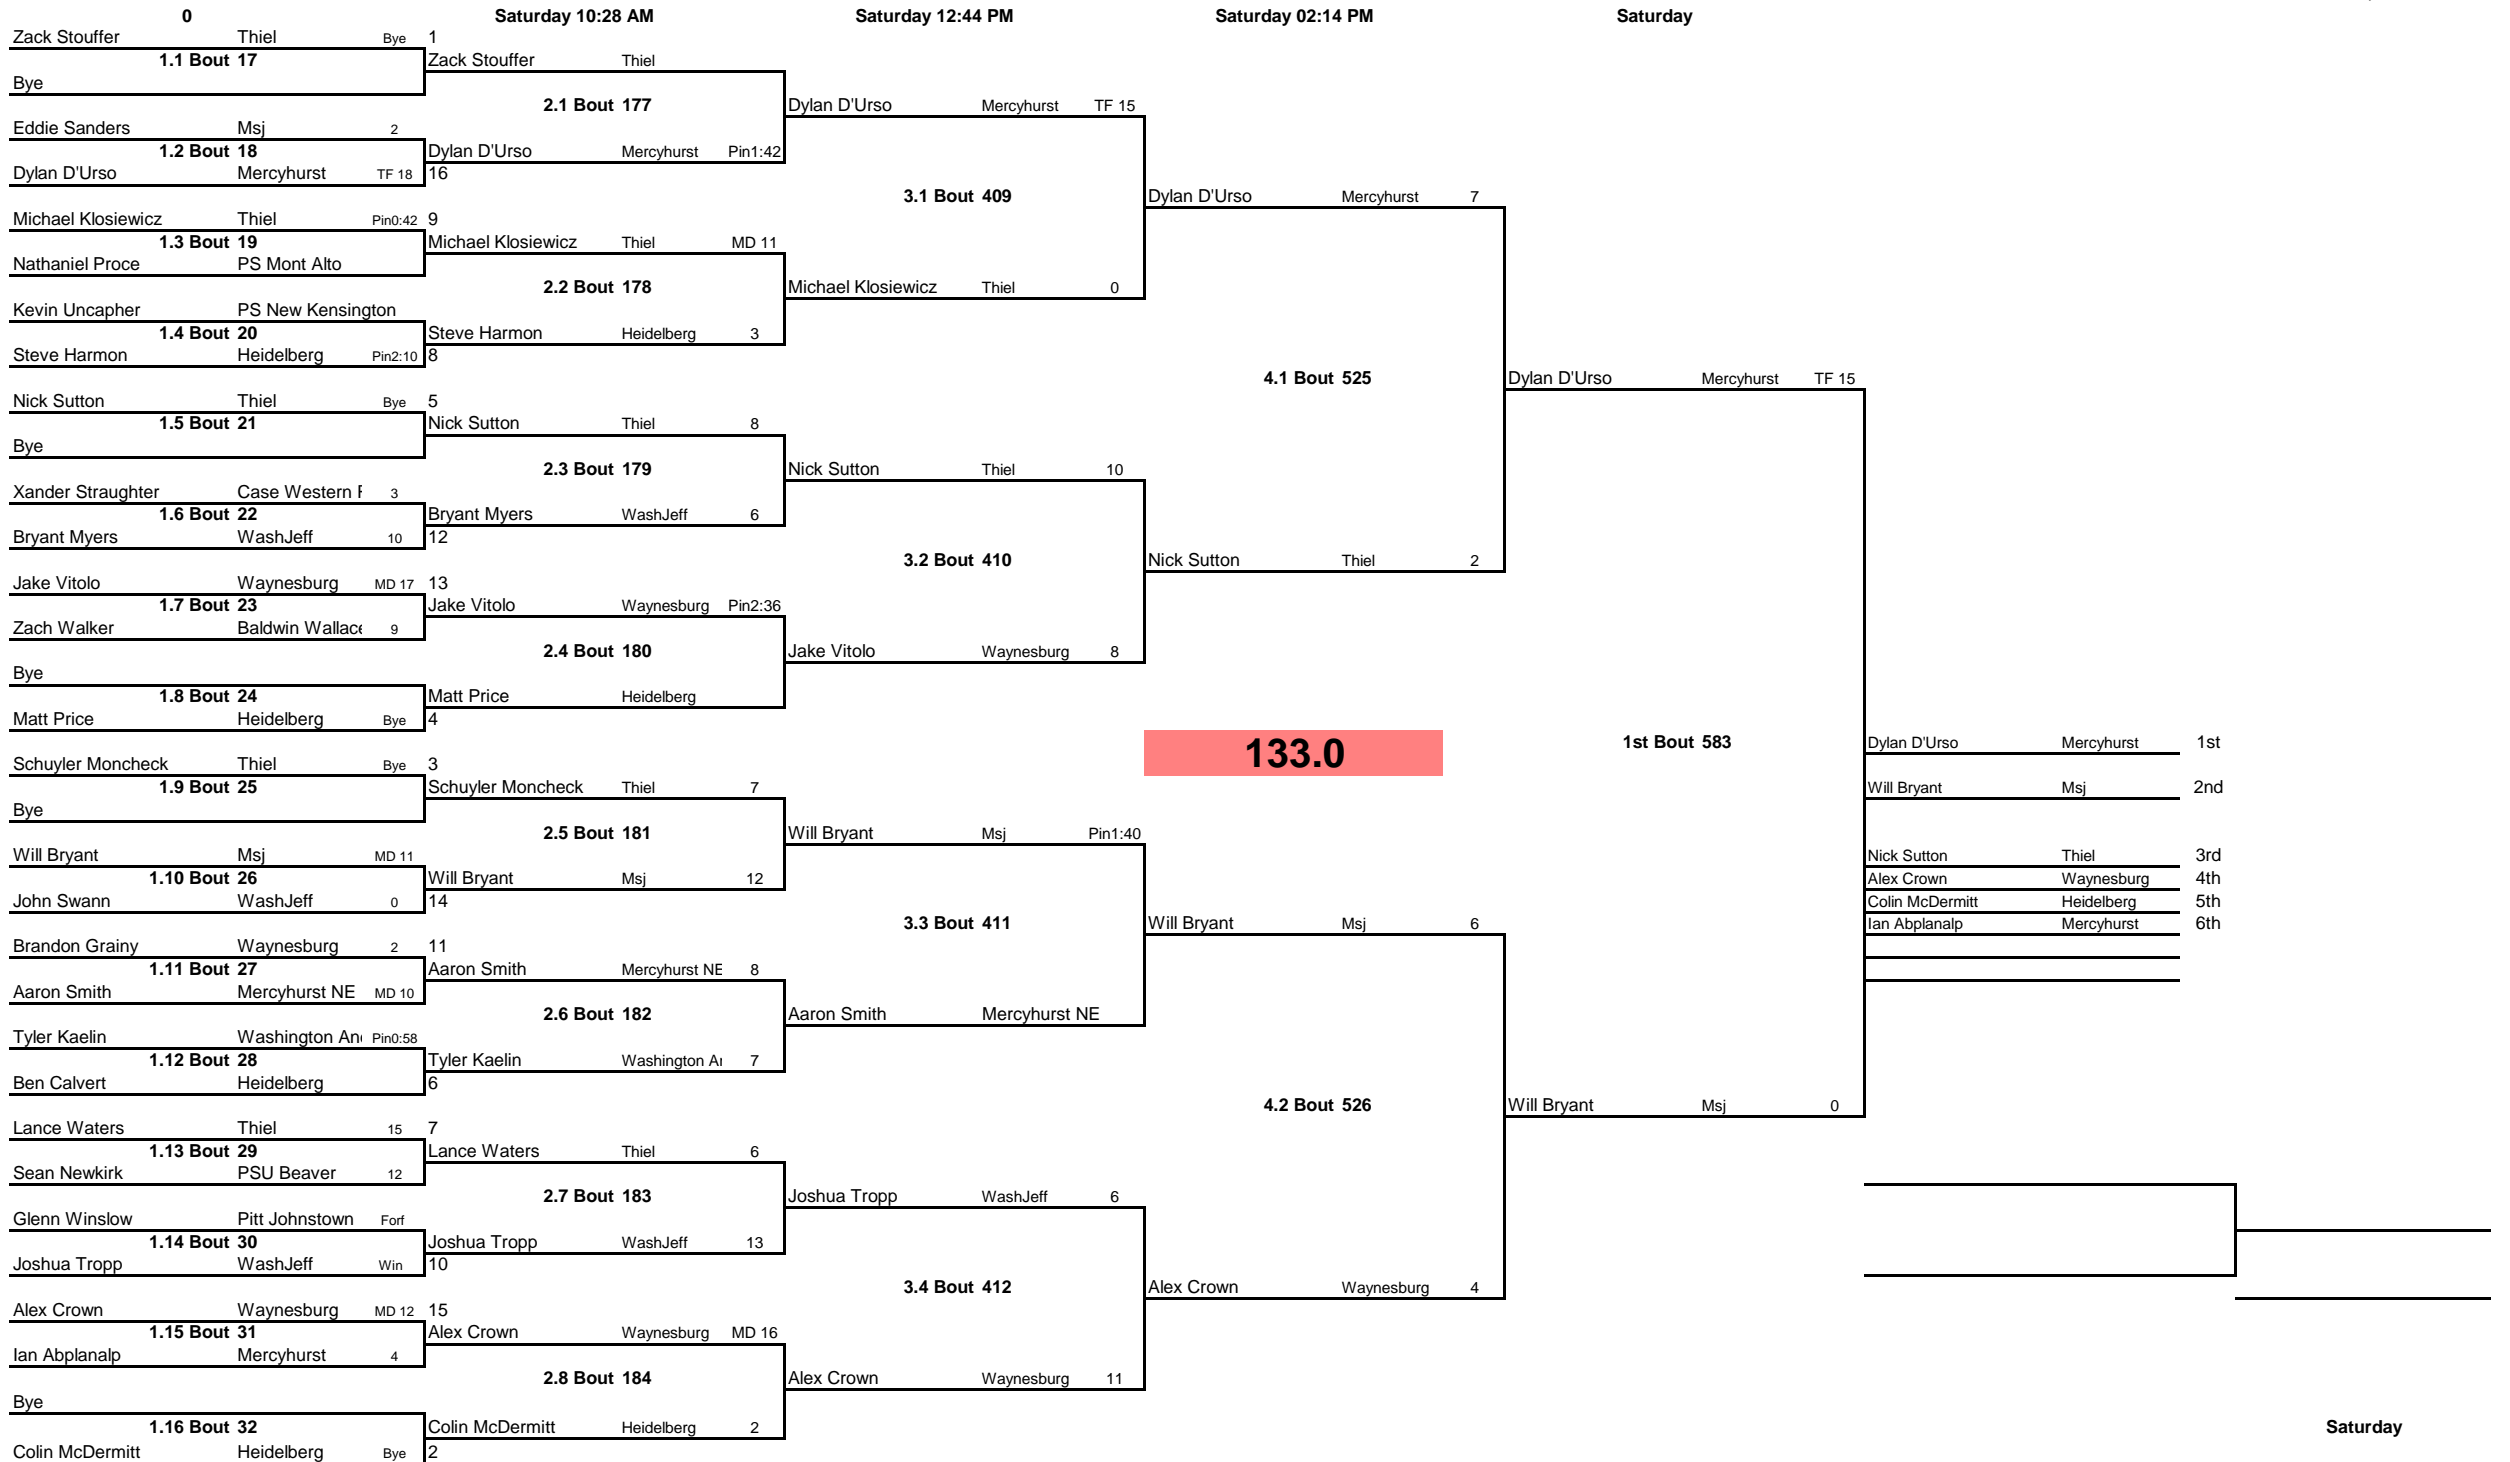 0 Saturday 10:28 AM Saturday 12:44 PM Saturday 02:14 PM Saturday
Zack Stouffer Thiel Bye 1
1.1 Bout 17 Zack Stouffer Thiel
Bye
2.1 Bout 177 Dylan D'Urso Mercyhurst TF 15
Eddie Sanders Msj 2
1.2 Bout 18 Dylan D'Urso Mercyhurst Pin1:42
Dylan D'Urso Mercyhurst TF 18 16
3.1 Bout 409 Dylan D'Urso Mercyhurst 7
Michael Klosiewicz Thiel Pin0:42 9
1.3 Bout 19 Michael Klosiewicz Thiel MD 11
Nathaniel Proce PS Mont Alto
2.2 Bout 178 Michael Klosiewicz Thiel 0
Kevin Uncapher PS New Kensington
1.4 Bout 20 Steve Harmon Heidelberg 3
Steve Harmon Heidelberg Pin2:10 8
4.1 Bout 525 Dylan D'Urso Mercyhurst TF 15
Nick Sutton Thiel Bye 5
1.5 Bout 21 Nick Sutton Thiel 8
Bye
2.3 Bout 179 Nick Sutton Thiel 10
Xander Straughter Case Western 3
1.6 Bout 22 Bryant Myers WashJeff 6
Bryant Myers WashJeff 10 12
3.2 Bout 410 Nick Sutton Thiel 2
Jake Vitolo Waynesburg MD 17 13
1.7 Bout 23 Jake Vitolo Waynesburg Pin2:36
Zach Walker Baldwin Wallace 9
2.4 Bout 180 Jake Vitolo Waynesburg 8
Bye
1.8 Bout 24 Matt Price Heidelberg
Matt Price Heidelberg Bye 4
133.0 1st Bout 583 Dylan D'Urso Mercyhurst 1st
Schuyler Moncheck Thiel Bye 3
1.9 Bout 25 Schuyler Moncheck Thiel 7 Will Bryant Msj 2nd
Bye
2.5 Bout 181 Will Bryant Msj Pin1:40
Will Bryant Msj MD 11 Nick Sutton Thiel 3rd
1.10 Bout 26 Will Bryant Msj 12 Alex Crown Waynesburg 4th
John Swann WashJeff 0 14 Colin McDermitt Heidelberg 5th
3.3 Bout 411 Will Bryant Msj 6 Ian Abplanalp Mercyhurst 6th
Brandon Grainy Waynesburg 2 11
1.11 Bout 27 Aaron Smith Mercyhurst NE 8
Aaron Smith Mercyhurst NE MD 10
2.6 Bout 182 Aaron Smith Mercyhurst NE
Tyler Kaelin Washington Pin0:58
1.12 Bout 28 Tyler Kaelin Washington 7
Ben Calvert Heidelberg 6
4.2 Bout 526 Will Bryant Msj 0
Lance Waters Thiel 15 7
1.13 Bout 29 Lance Waters Thiel 6
Sean Newkirk PSU Beaver 12
2.7 Bout 183 Joshua Tropp WashJeff 6
Glenn Winslow Pitt Johnstown Forf
1.14 Bout 30 Joshua Tropp WashJeff 13
Joshua Tropp WashJeff Win 10
3.4 Bout 412 Alex Crown Waynesburg 4
Alex Crown Waynesburg MD 12 15
1.15 Bout 31 Alex Crown Waynesburg MD 16
Ian Abplanalp Mercyhurst 4
2.8 Bout 184 Alex Crown Waynesburg 11
Bye
1.16 Bout 32 Colin McDermitt Heidelberg 2 Saturday
Colin McDermitt Heidelberg Bye 2